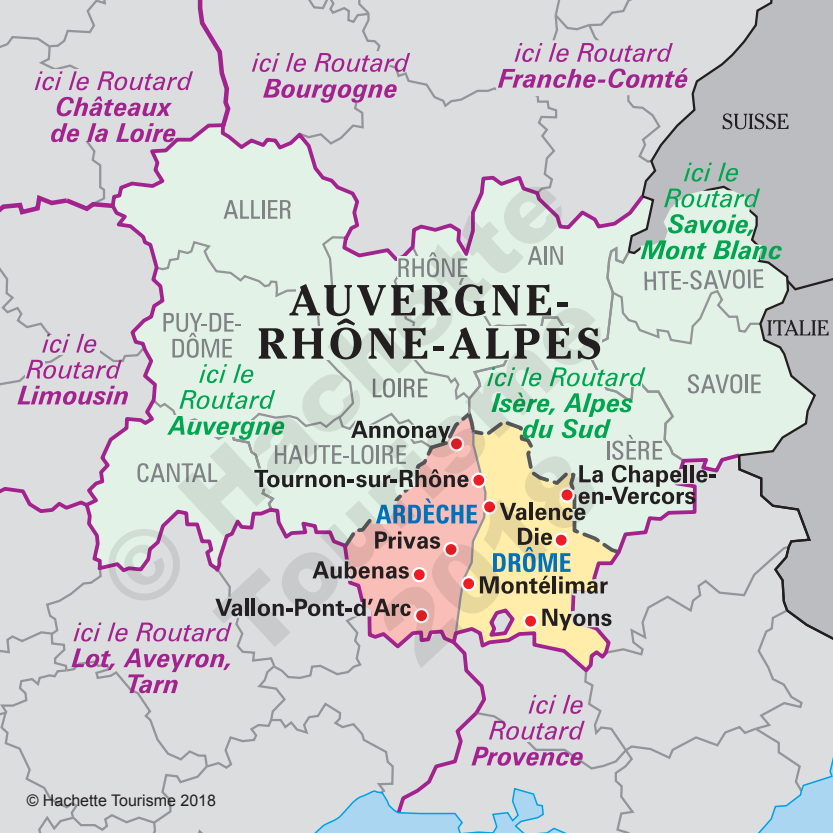 ici le Routard
Châteaux
de la Loire
ici le Routard
Bourgogne
ici le Routard
Franche-Comté
SUISSE
ici le
Routard
Savoie,
Mont Blanc
ALLIER
RHÔNE
AIN
HTE-SAVOIE
AUVERGNE-
RHÔNE-ALPES
PUY-DE-
DÔME
ITALIE
ici le
Routard
Limousin
ici le
Routard
Auvergne
LOIRE
ici le Routard
Isère, Alpes
du Sud
SAVOIE
CANTAL
HAUTE-LOIRE
ISÈRE
Annonay
Tournon-sur-Rhône
La Chapelle-
en-Vercors
ARDÈCHE
Valence
Privas
Die
DRÔME
Aubenas
Montélimar
Vallon-Pont-d'Arc
Nyons
ici le Routard
Lot, Aveyron,
Tarn
ici le
Routard
Provence
© Hachette
Tourisme
2018
© Hachette Tourisme 2018